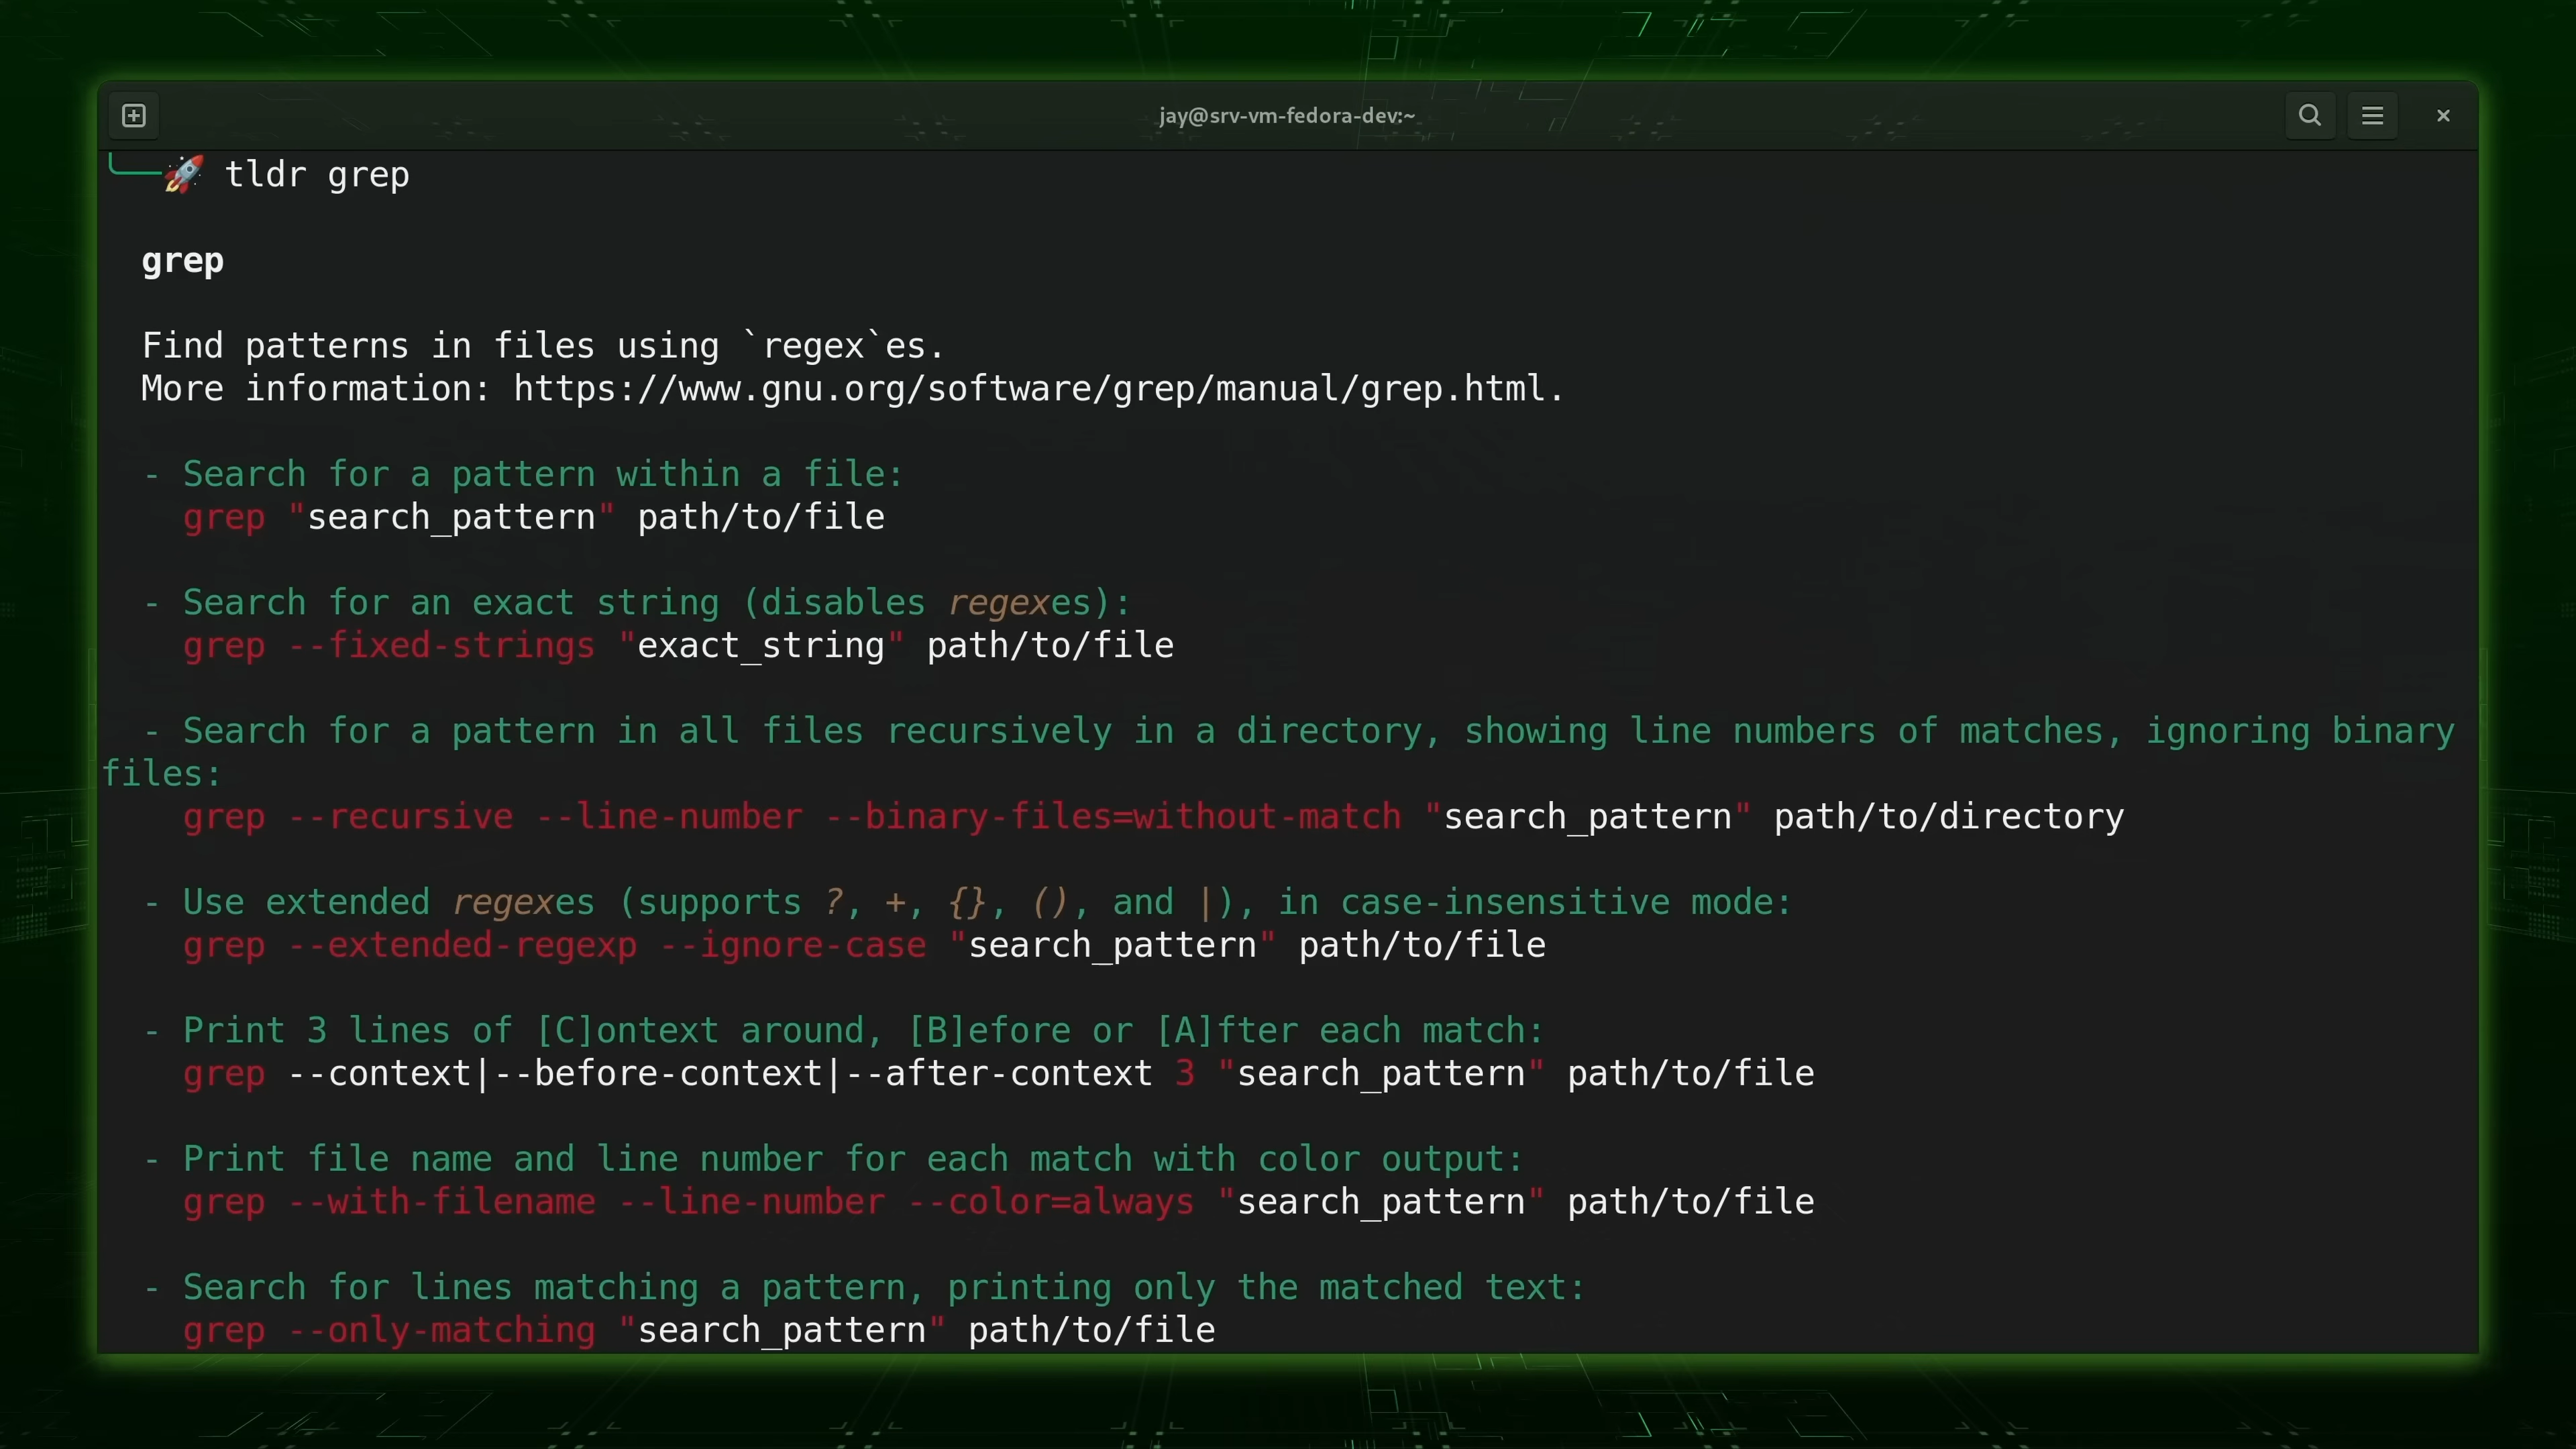 jay@srv-vm-fedora-dev:~
tldr grep
grep
Find patterns in files using `regex`es.
More information: https://www.gnu.org/software/grep/manual/grep.html.
- Search for a pattern within a file:
grep "search_pattern" path/to/file
- Search for an exact string (disables regexes):
grep --fixed-strings "exact_string" path/to/file
- Search for a pattern in all files recursively in a directory, showing line numbers of matches, ignoring binary
files:
grep --recursive --line-number --binary-files=without-match "search_pattern" path/to/directory
- Use extended regexes (supports ?, +, {}, (), and |), in case-insensitive mode:
grep --extended-regexp --ignore-case "search_pattern" path/to/file
- Print 3 lines of [C]ontext around, [B]efore or [A]fter each match:
grep --context|--before-context|--after-context 3 "search_pattern" path/to/file
- Print file name and line number for each match with color output:
grep --with-filename --line-number --color=always "search_pattern" path/to/file
- Search for lines matching a pattern, printing only the matched text:
grep --only-matching "search_pattern" path/to/file